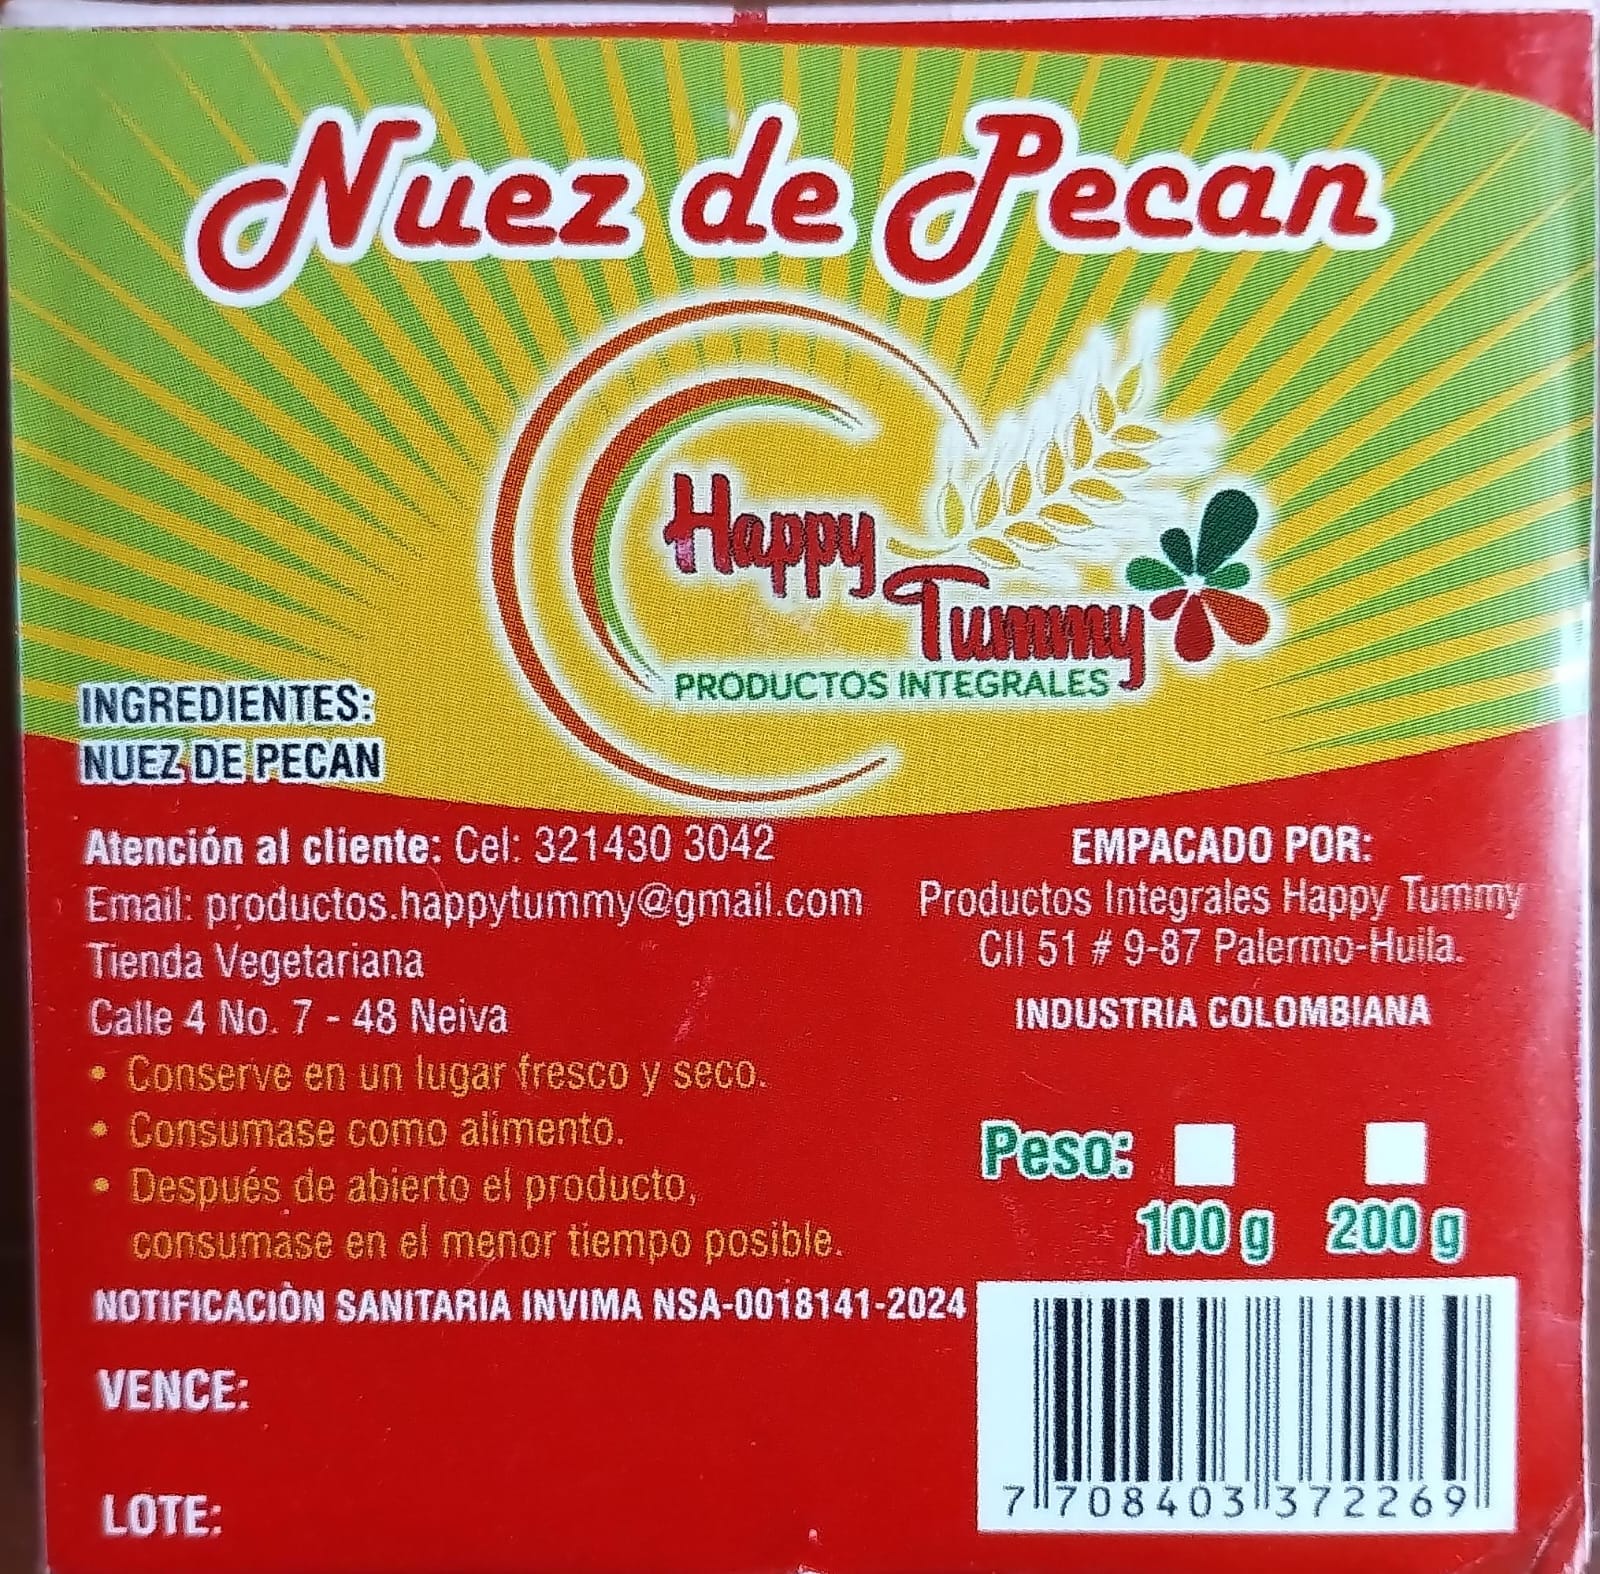 Nuez de Pecan
Happy
Tummy
PRODUCTOS INTEGRALES
INGREDIENTES:
NUEZ DE PECAN
Atención al cliente: Cel: 321430 3042
Email: productos.happytummy@gmail.com
Tienda Vegetariana
Calle 4 No. 7 - 48 Neiva
• Conserve en un lugar fresco y seco.
• Consumase como alimento.
• Después de abierto el producto,
consumase en el menor tiempo posible.
NOTIFICACIÒN SANITARIA INVIMA NSA-0018141-2024
VENCE:
LOTE:
EMPACADO POR:
Productos Integrales Happy Tummy
Cll 51 # 9-87 Palermo-Huila.
INDUSTRIA COLOMBIANA
Peso:
100 g 200 g
7 708403 372269